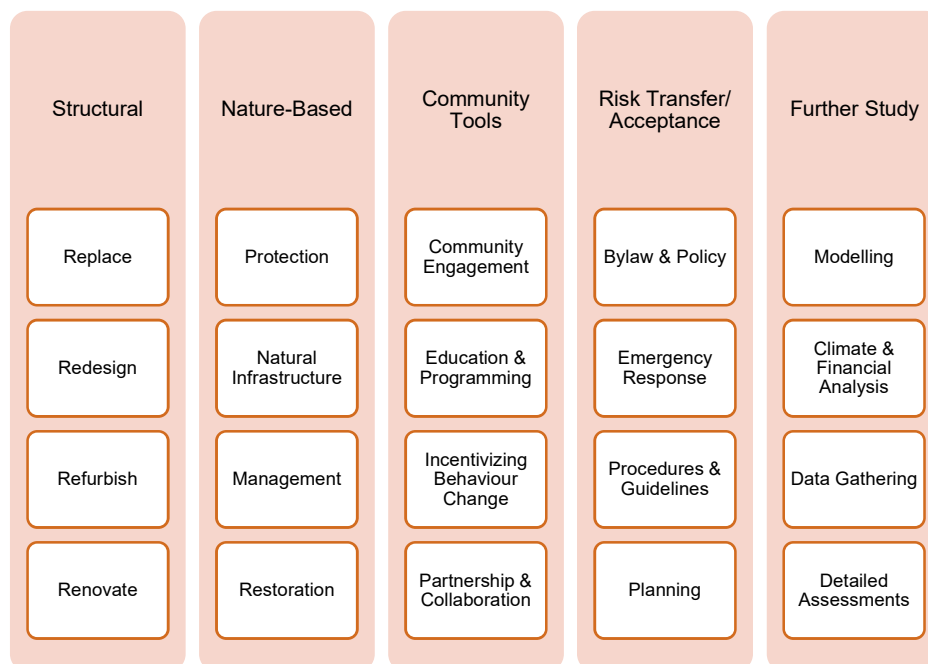 Structural
Replace
Redesign
Refurbish
Renovate
Nature-Based
Protection
Natural
Infrastructure
Management
Restoration
Community
Tools
Community
Engagement
Education &
Programming
Incentivizing
Behaviour
Change
Partnership &
Collaboration
Risk Transfer/
Acceptance
Bylaw & Policy
Emergency
Response
Procedures &
Guidelines
Planning
Further Study
Modelling
Climate &
Financial
Analysis
Data Gathering
Detailed
Assessments